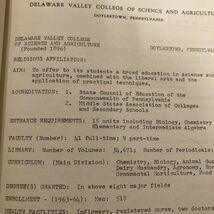 DELAWARE VALLEY COLLEGE OF SCIENCE AND AGRICULTU
DOYLESTOWN, PENNSYLVANIA
DELAWARE VALLEY COLLEGE
OF SCIENCE AND AGRICULTURE
(Founded 1896)
DOYLESTOWN, PENNSYLVAN
RELIGIOUS AFFILIATION:
AIM: To offer to its students a broad education in science and
agriculture, combined with the liberal arts and the
application of practical techniques.
ACCREDITATION: 1. State Council of Education of the
Commonwealth of Pennsylvania
2. Middle States Association of Colleges
and Secondary Schools
ENTRANCE REQUIREMENTS: 15 units including Biology, Chemistry
Elementary and Intermediate Algebra
FACULTY (Number): 41 full-time; 9 part-time
LIBRARY: Number of Volumes: 34,671; Number of Periodicals:
CURRICULUM: (Main Division): Chemistry, Biology, Animal Hus
Dairy Husbandry, Agronomy,
Ornamental Horticulture, Food
DEGREE(S) GRANTED: In above eight major fields
ENROLLMENT - (1963-64): Men: 517
HEALTH FACILITIES: Infirmary, registered nurse, two doctors